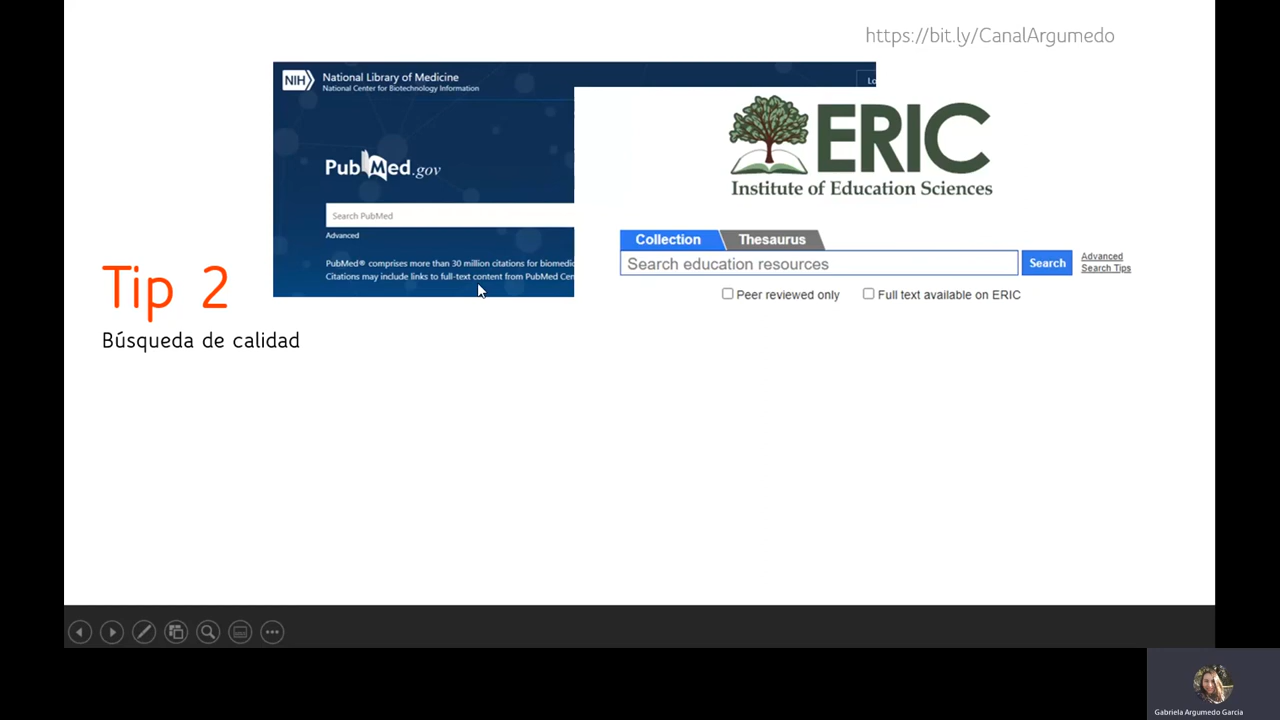 https://bit.ly/CanalArgumedo
NIH
National Library of Medicine
National Center for Biotechnology Information
PubMed.gov
Search PubMed
Advanced
PubMed® comprises more than 30 million citations for
Citations may include links to full-text content from PubMed
ERIC
Institute of Education Sciences
Collection
Thesaurus
Search education resources
Search
Advanced
Search Tips
Peer reviewed only
Full text available on ERIC
Tip 2
Búsqueda de calidad
Gabriela Argumedo García